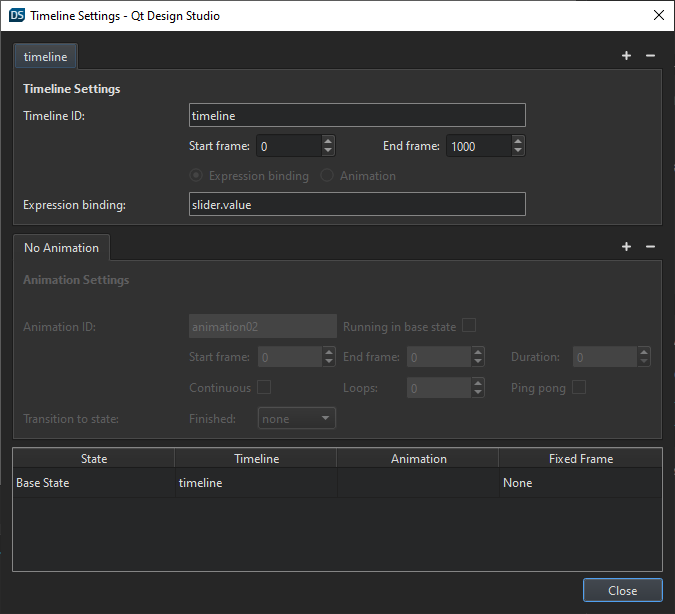 DS Timeline Settings - Qt Design Studio
timeline
Timeline Settings
Timeline ID: timeline
Start frame: 0 End frame: 1000
Expression binding Animation
Expression binding: slider.value
No Animation
Animation Settings
Animation ID: animation02 Running in base state
Start frame: 0 End frame: 0 Duration: 0
Continuous Loops: 0 Ping pong
Transition to state: Finished: none
State Timeline Animation Fixed Frame
Base State timeline None
Close